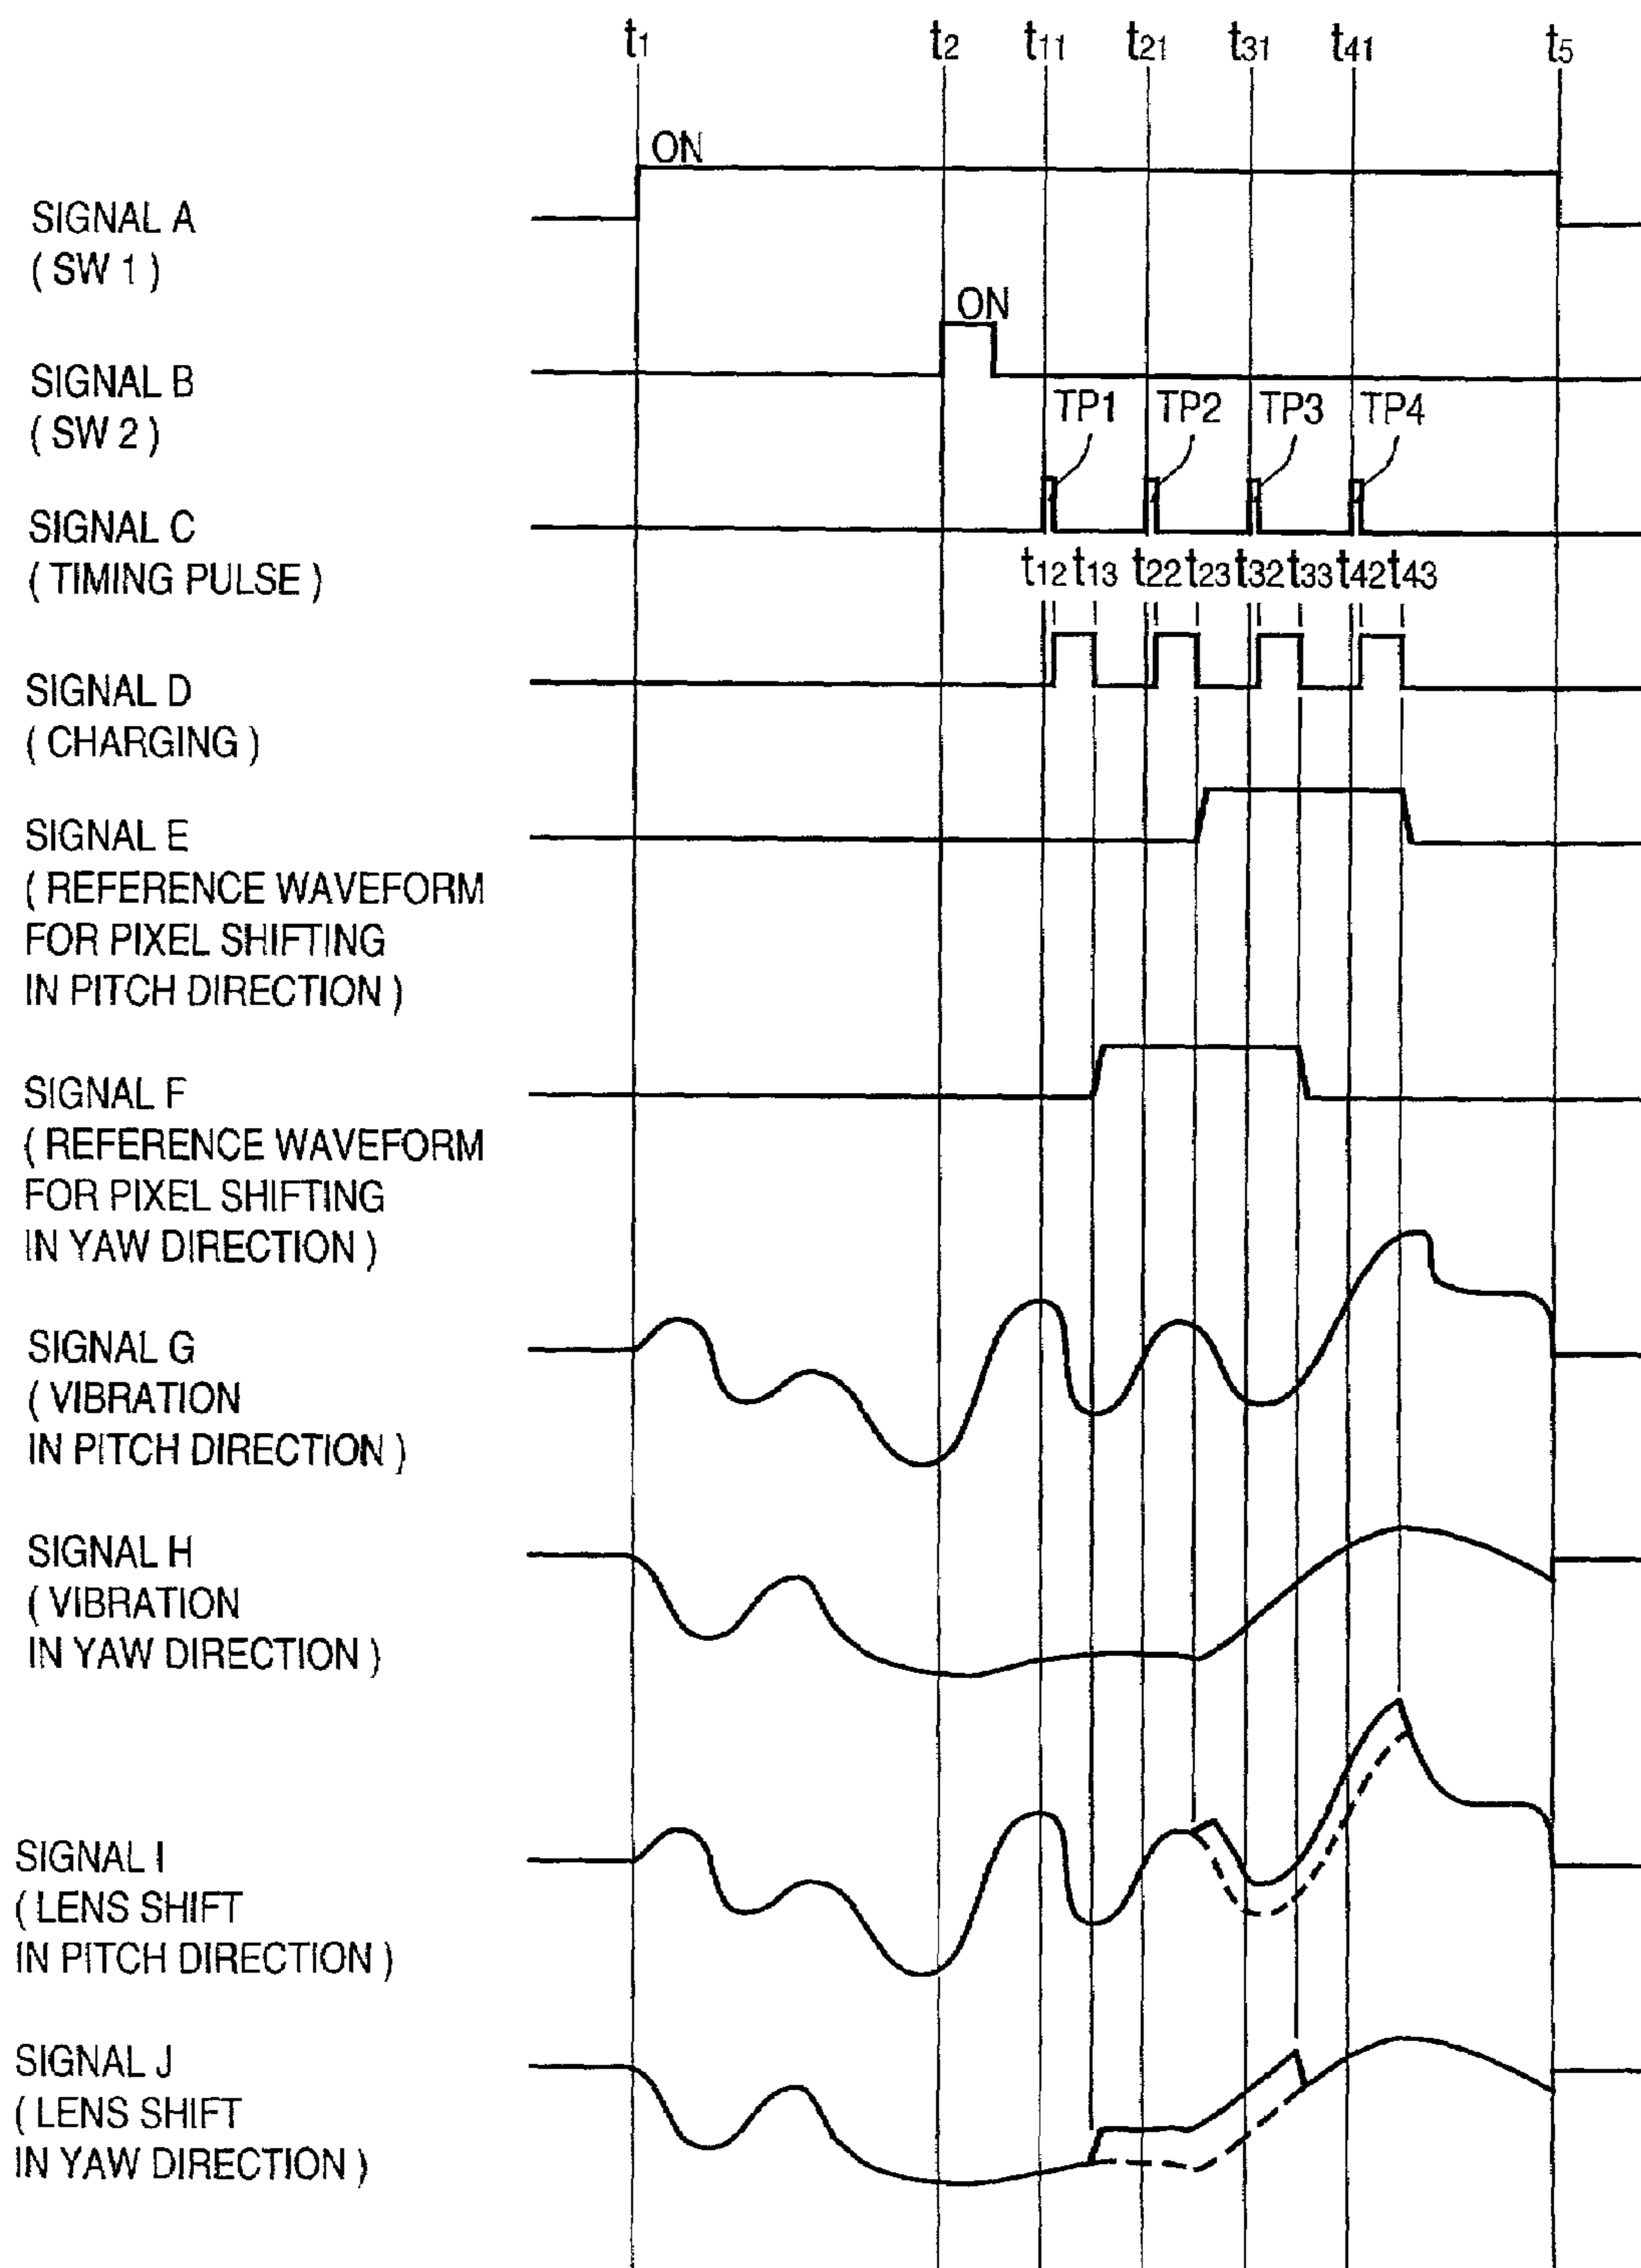 t1 t2 t11 t21 t31 t41 t5
ON
SIGNAL A
( SW 1 )
ON
SIGNAL B
( SW 2 )
TP1 TP2 TP3 TP4
SIGNAL C
( TIMING PULSE )
t12 t13 t22 t23 t32 t33 t42 t43
SIGNAL D
( CHARGING )
SIGNAL E
( REFERENCE WAVEFORM
FOR PIXEL SHIFTING
IN PITCH DIRECTION )
SIGNAL F
( REFERENCE WAVEFORM
FOR PIXEL SHIFTING
IN YAW DIRECTION )
SIGNAL G
( VIBRATION
IN PITCH DIRECTION )
SIGNAL H
( VIBRATION
IN YAW DIRECTION )
SIGNAL I
( LENS SHIFT
IN PITCH DIRECTION )
SIGNAL J
( LENS SHIFT
IN YAW DIRECTION )